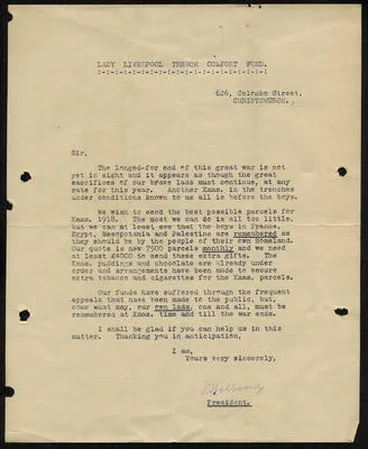 LADY LIVERPOOL TRENCH COMFORT FUND.
:-:-:-:-:-:-:-:-:-:-:-:-:-:-:-:-:-:
626, Colombo Street,
CHRISTCHURCH.
Sir,
The longed-for end of this great war is not
yet in sight and it appears as though the great
sacrifices of our brave lads must continue, at any
rate for this year. Another Xmas. in the trenches
under conditions known to us all is before the boys.
We wish to send the best possible parcels for
Xmas. 1918. The most we can do is all too little,
but we can at least see that the boys in France,
Egypt, Mesopotamia and Palestine are remembered as
they should be by the people of their own Homeland.
Our quota is now 7500 parcels monthly and we need
at least £4000 to send these extra gifts. The
Xmas. puddings and chocolate are already under
order and arrangements have been made to secure
extra tobacco and cigarettes for the Xmas. parcels.
Our funds have suffered through the frequent
appeals that have been made to the public, but,
come what may, our own lads, one and all, must be
remembered at Xmas. time and till the war ends.
I shall be glad if you can help us in this
matter. Thanking you in anticipation,
I am,
Yours very sincerely,
President.